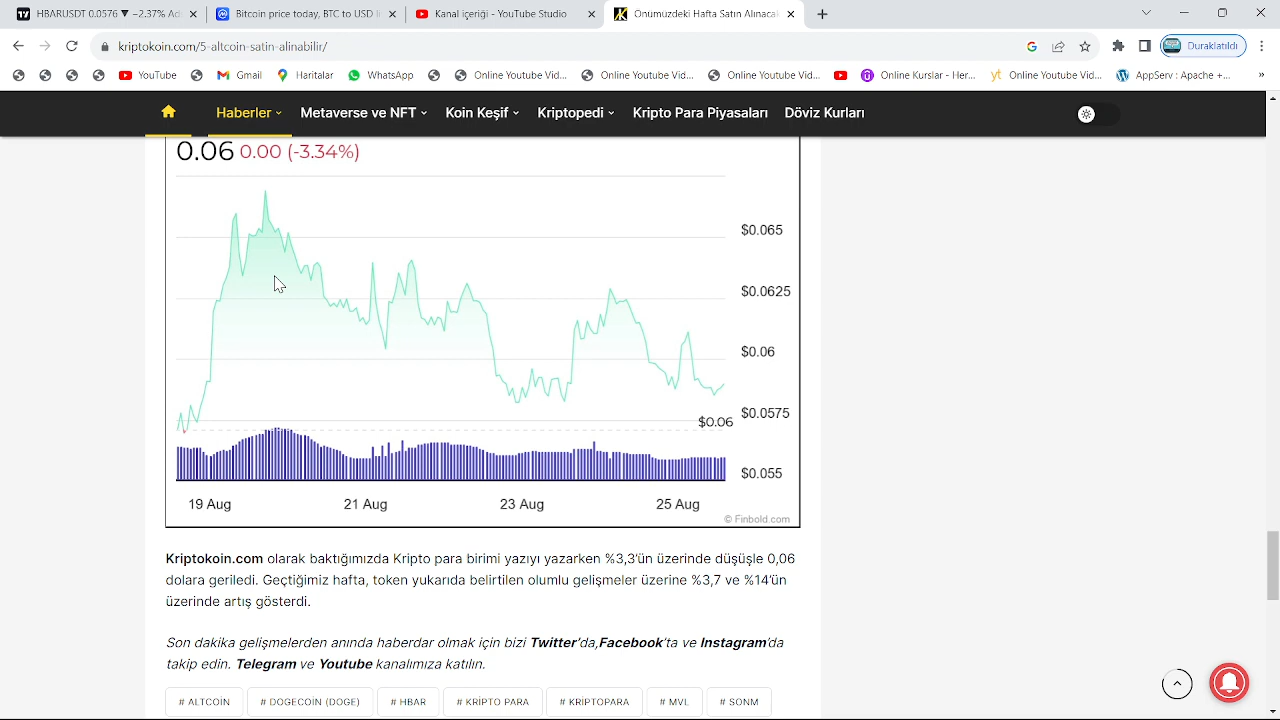 HBARUSDT 0.0576 ▼ −2.37% Ad
Bitcoin price today, BTC to USD li
Kanal içeriği - YouTube Studio
Önümüzdeki Hafta Satın Alınacak
kriptokoin.com/5-altcoin-satin-alinabilir/
Duraklatıldı
YouTube
Gmail
Haritalar
WhatsApp
Online Youtube Vid...
Online Youtube Vid...
Online Youtube Vid...
Online Kurslar - Her...
Online Youtube Vid...
AppServ : Apache +...
»
Haberler
Metaverse ve NFT
Koin Keşif
Kriptopedi
Kripto Para Piyasaları
Döviz Kurları
0.06 0.00 (-3.34%)
$0.065
$0.0625
$0.06
$0.0575
$0.06
$0.055
19 Aug
21 Aug
23 Aug
25 Aug
© Finbold.com
Kriptokoin.com olarak baktığımızda Kripto para birimi yazıyı yazarken %3,3’ün üzerinde düşüşle 0,06
dolara geriledi. Geçtiğimiz hafta, token yukarıda belirtilen olumlu gelişmeler üzerine %3,7 ve %14’ün
üzerinde artış gösterdi.
Son dakika gelişmelerden anında haberdar olmak için bizi Twitter’da,Facebook’ta ve Instagram’da
takip edin. Telegram ve Youtube kanalımıza katılın.
# ALTCOİN
# DOGECOİN (DOGE)
# HBAR
# KRİPTO PARA
# KRİPTOPARA
# MVL
# SONM